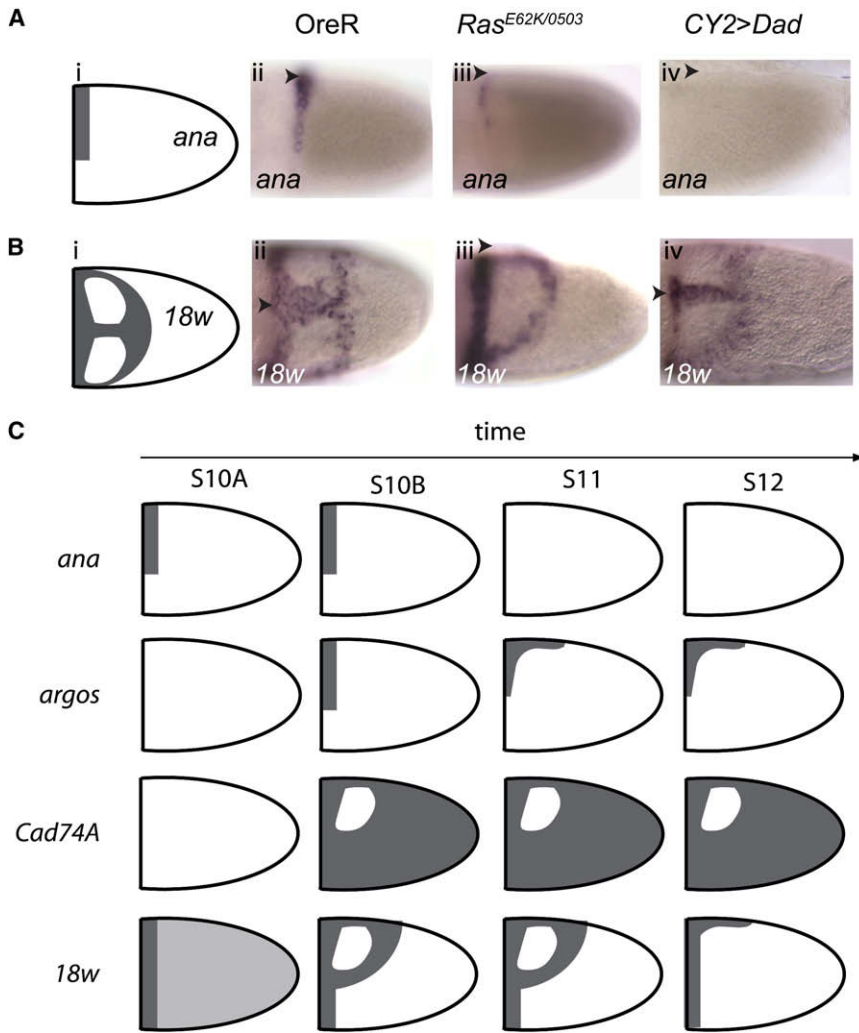 A OreR Ras^E62K/0503 CY2>Dad
i ii iii iv
ana ana ana ana
B
i ii iii iv
18w 18w 18w 18w
C
time
S10A S10B S11 S12
ana
argos
Cad74A
18w